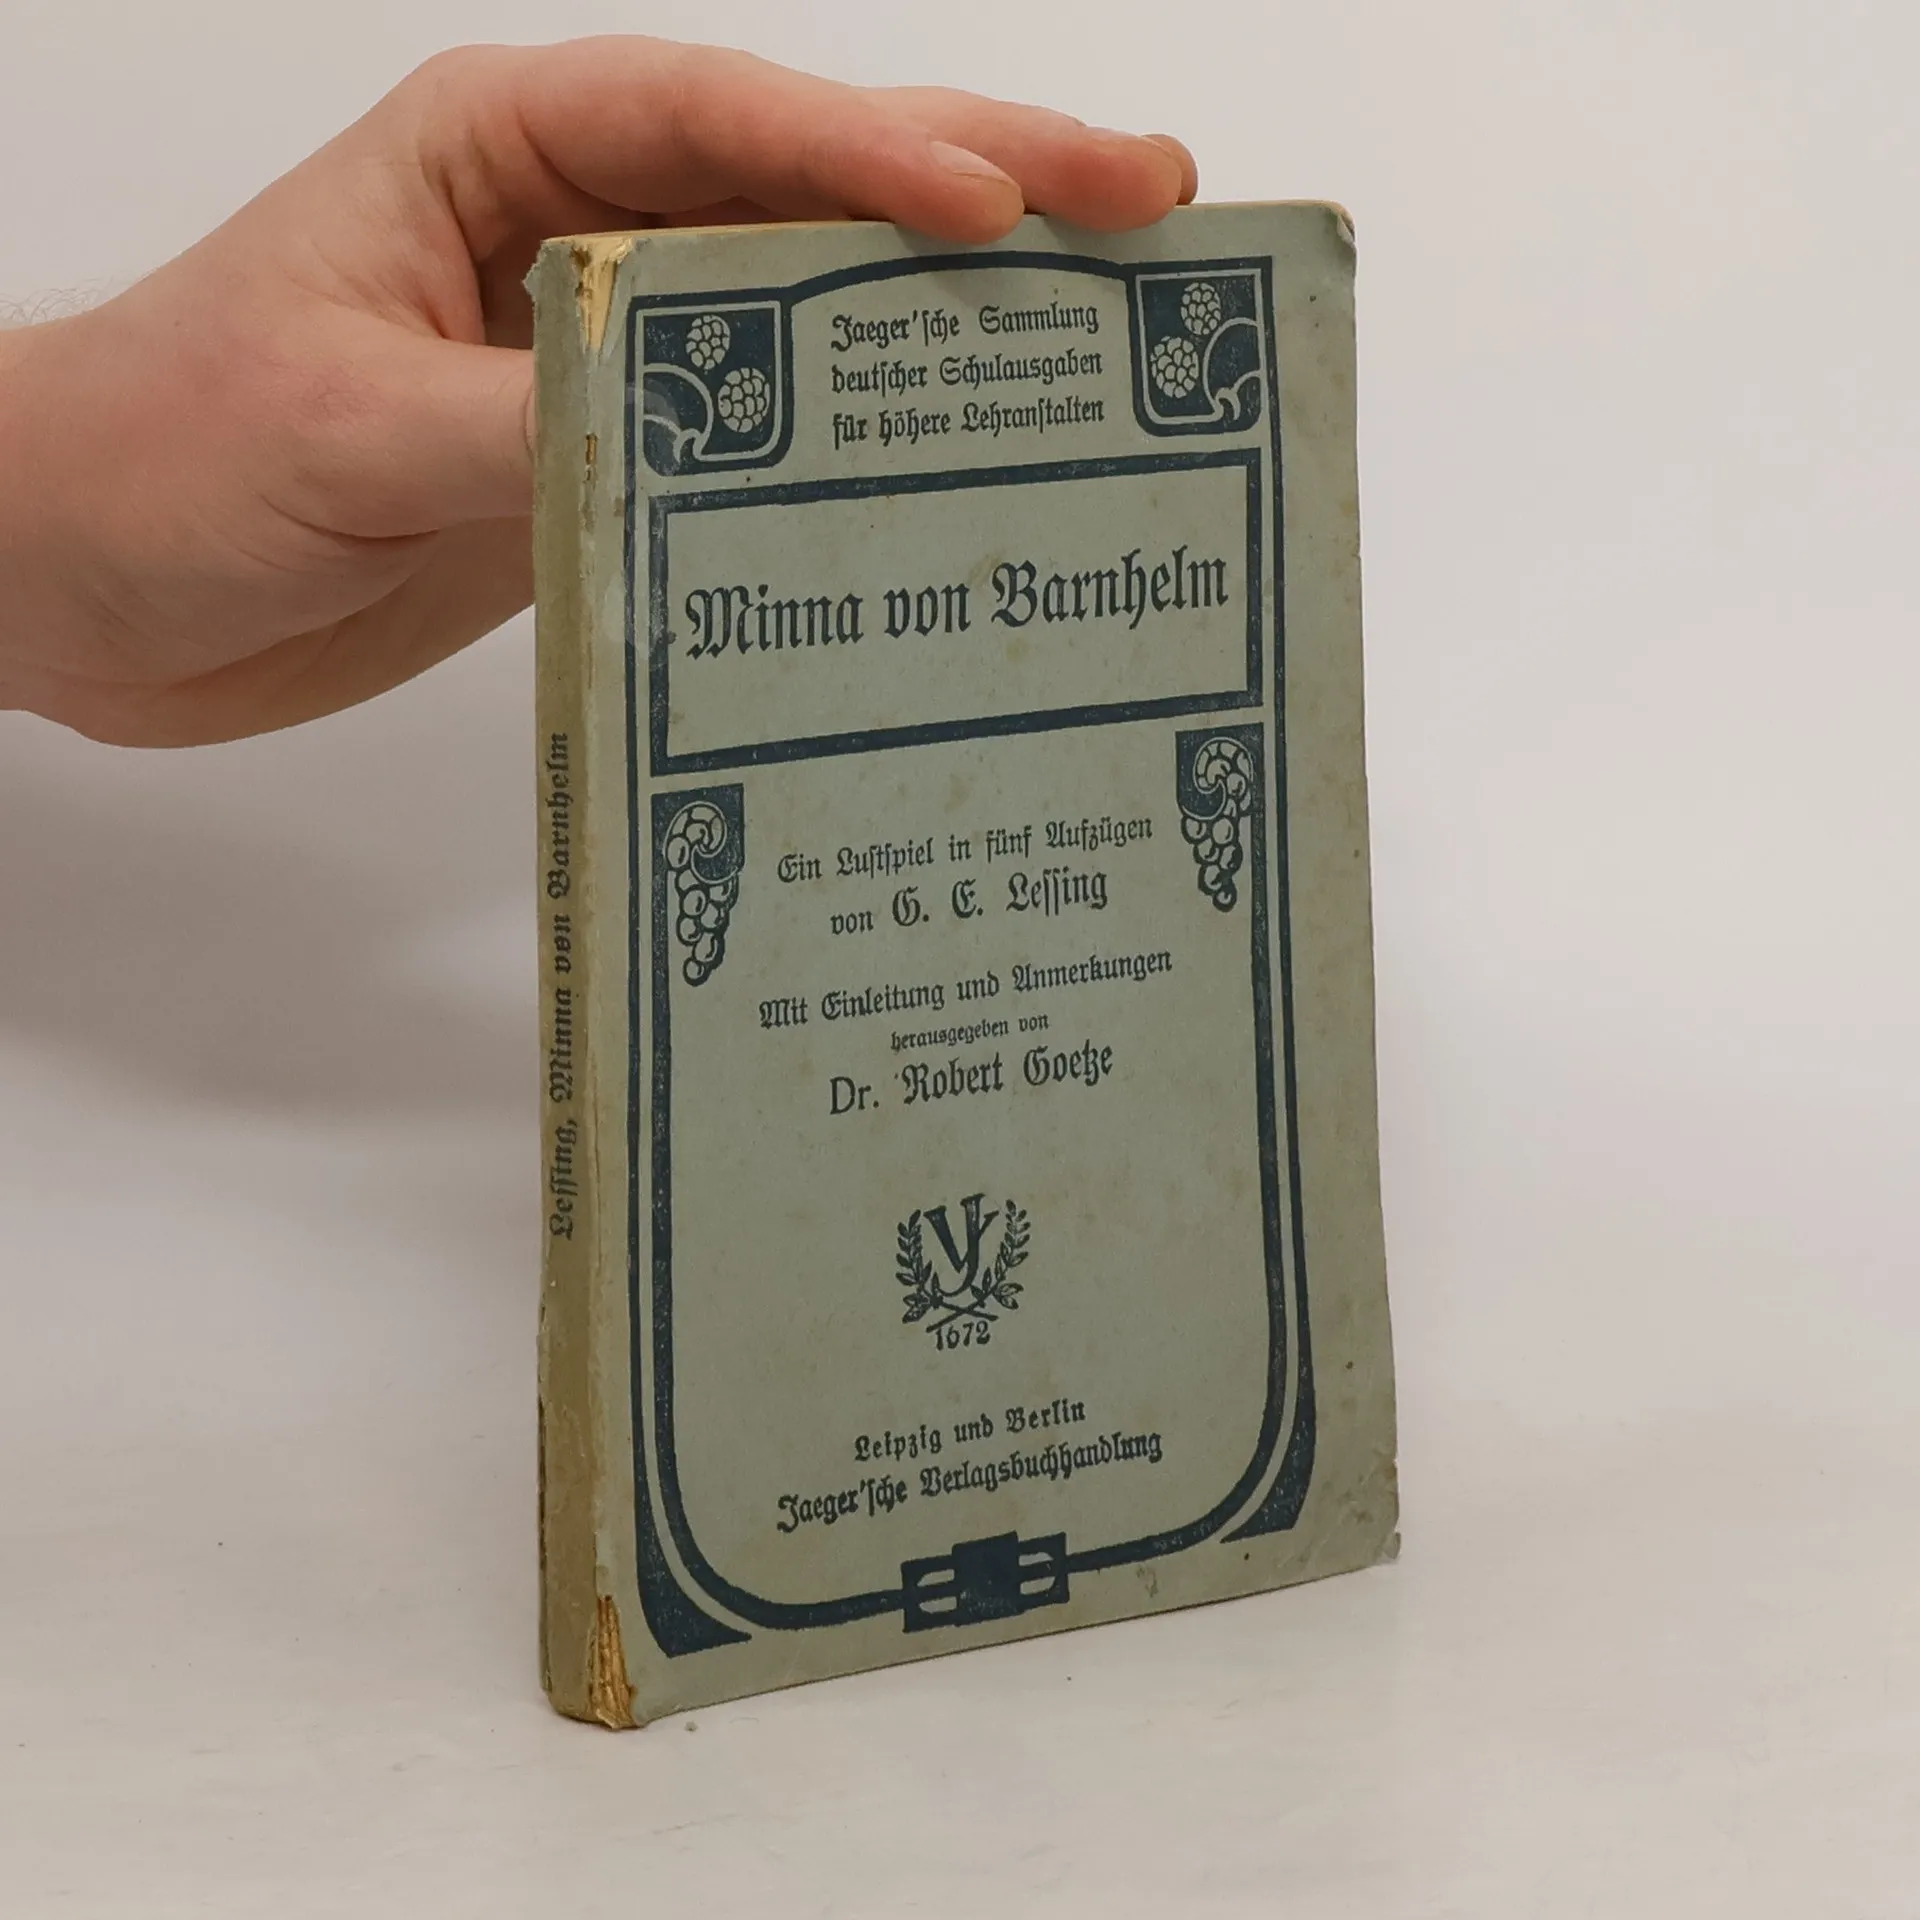 Jaeger'sche Sammlung
deutscher Schulausgaben
für höhere Lehranstalten
Minna von Barnhelm
Ein Lustspiel in fünf Aufzügen
von G. E. Lessing
Mit Einleitung und Anmerkungen
herausgegeben von
Dr. Robert Goetze
VJ
1672
Leipzig und Berlin
Jaeger'sche Verlagsbuchhandlung
Lessing, Minna von Barnhelm